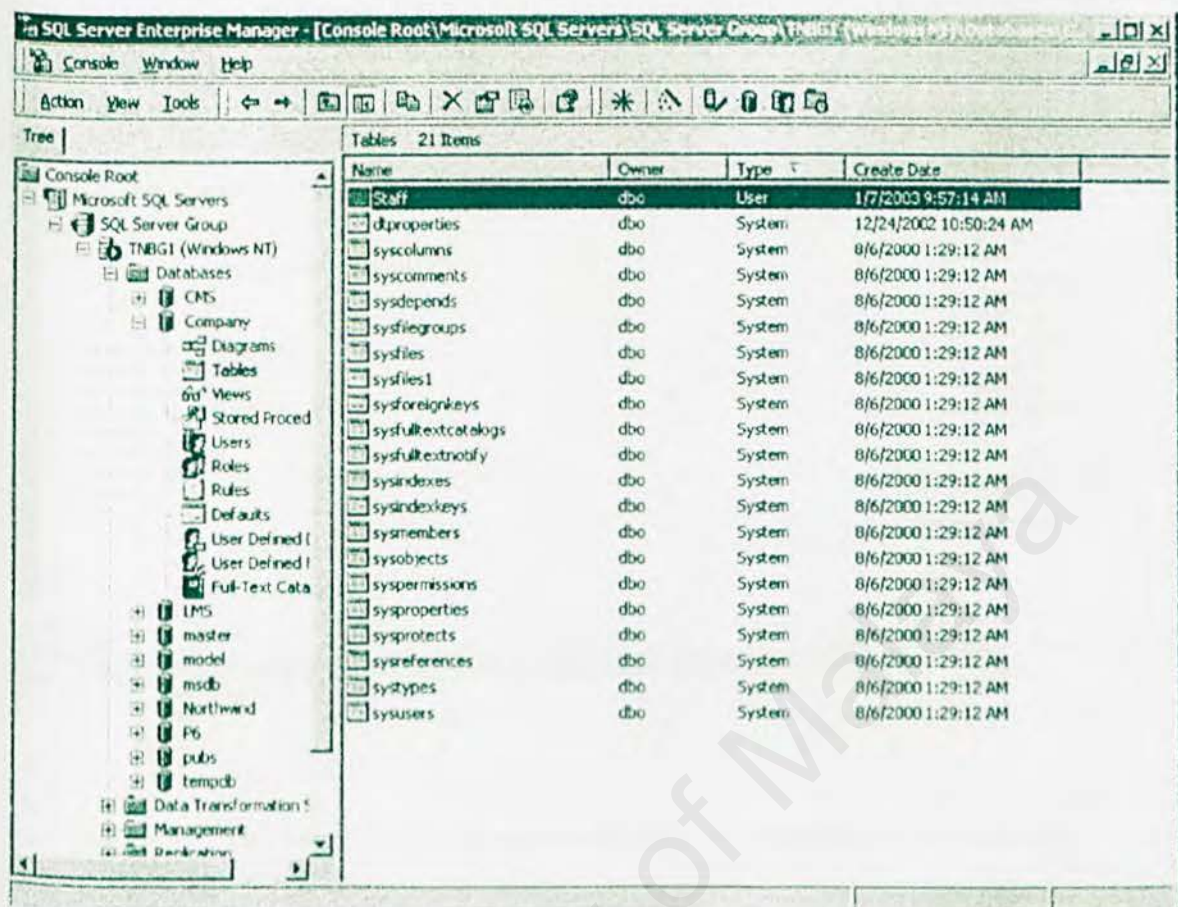 SQL Server Enterprise Manager - [Console Root\Microsoft SQL Servers\SQL Server Group\TNBG1 (Windows NT)\Databases\C
Console Window Help
Action View Tools
Tree
Tables 21 Items
Console Root
Microsoft SQL Servers
SQL Server Group
TNBG1 (Windows NT)
Databases
CMS
Company
Diagrams
Tables
Views
Stored Proced
Users
Roles
Rules
Defaults
User Defined
User Defined
Full-Text Cata
LMS
master
model
msdb
Northwind
P6
pubs
tempdb
Data Transformation S
Management
Replication
Name Owner Type Create Date
Staff dbo User 1/7/2003 9:57:14 AM
dtproperties dbo System 12/24/2002 10:50:24 AM
syscolumns dbo System 8/6/2000 1:29:12 AM
syscomments dbo System 8/6/2000 1:29:12 AM
sysdepends dbo System 8/6/2000 1:29:12 AM
sysfilegroups dbo System 8/6/2000 1:29:12 AM
sysfiles dbo System 8/6/2000 1:29:12 AM
sysfiles1 dbo System 8/6/2000 1:29:12 AM
sysforeignkeys dbo System 8/6/2000 1:29:12 AM
sysfulltextcatalogs dbo System 8/6/2000 1:29:12 AM
sysfulltextnotify dbo System 8/6/2000 1:29:12 AM
sysindexes dbo System 8/6/2000 1:29:12 AM
sysindexkeys dbo System 8/6/2000 1:29:12 AM
sysmembers dbo System 8/6/2000 1:29:12 AM
sysobjects dbo System 8/6/2000 1:29:12 AM
syspermissions dbo System 8/6/2000 1:29:12 AM
sysproperties dbo System 8/6/2000 1:29:12 AM
sysprotects dbo System 8/6/2000 1:29:12 AM
sysreferences dbo System 8/6/2000 1:29:12 AM
systypes dbo System 8/6/2000 1:29:12 AM
sysusers dbo System 8/6/2000 1:29:12 AM
of Malaya